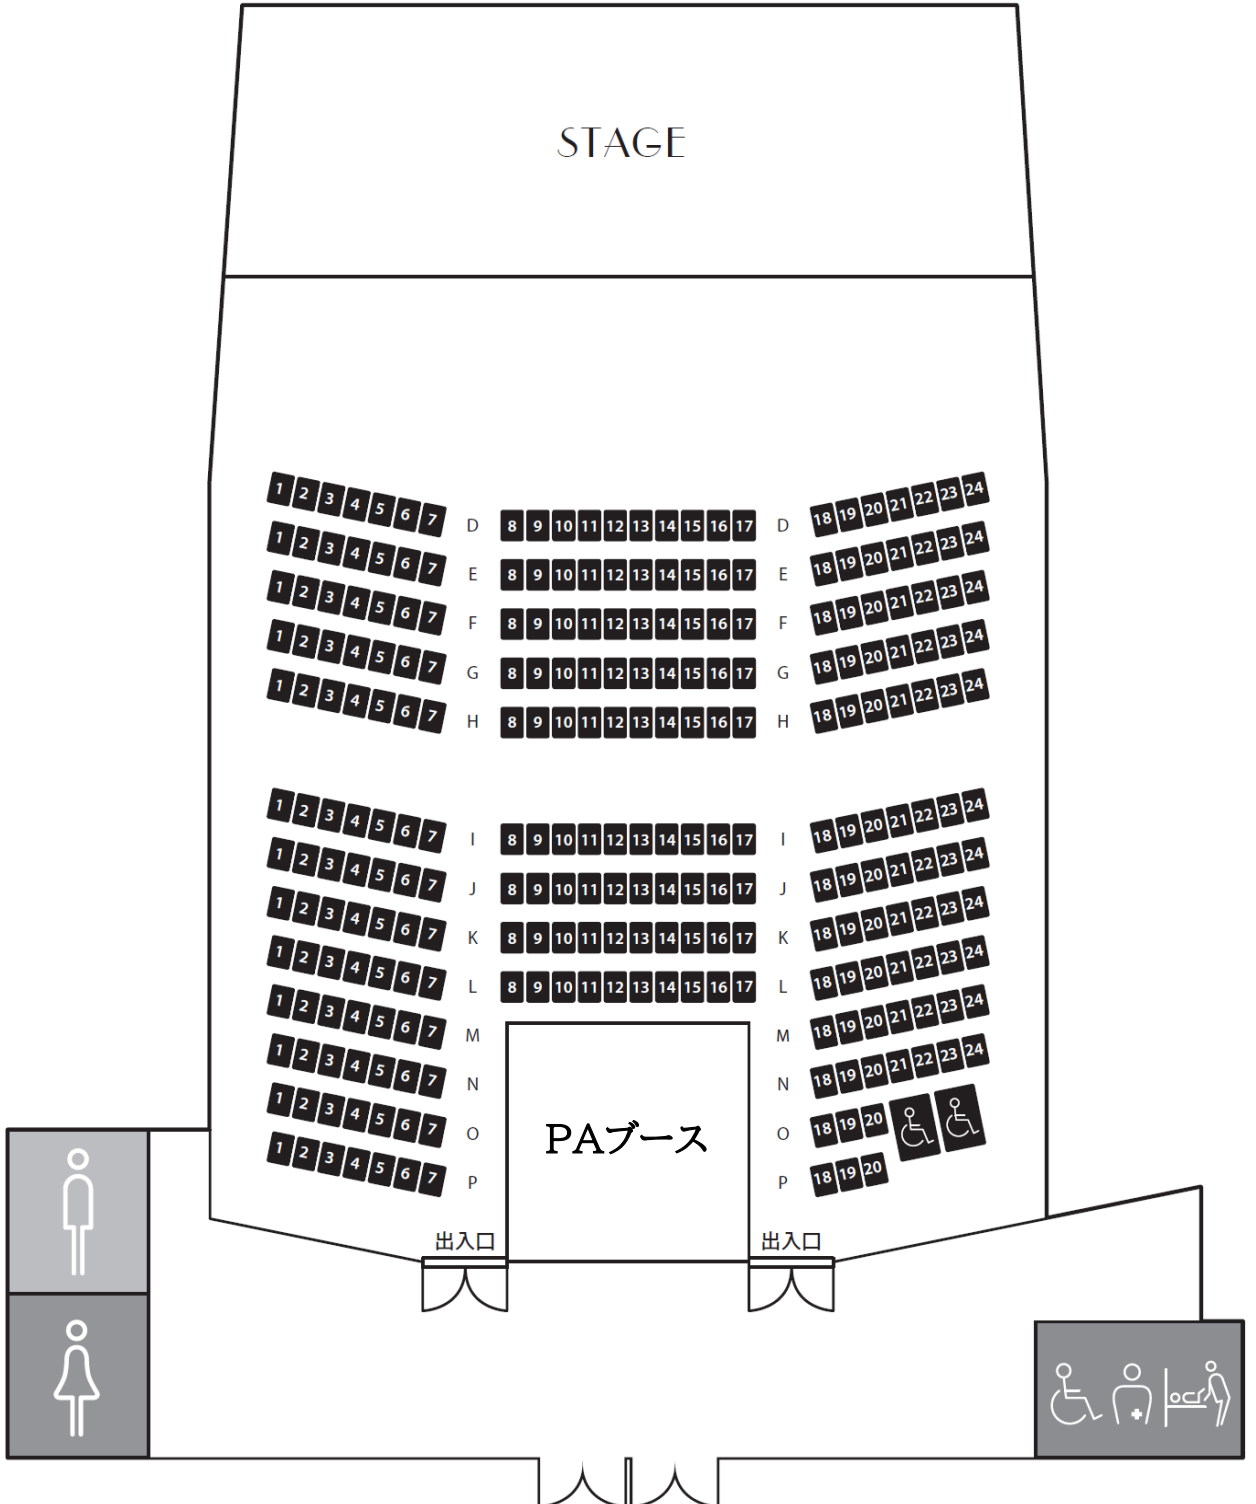 STAGE
1 2 3 4 5 6 7 D 8 9 10 11 12 13 14 15 16 17 D 18 19 20 21 22 23 24
1 2 3 4 5 6 7 E 8 9 10 11 12 13 14 15 16 17 E 18 19 20 21 22 23 24
1 2 3 4 5 6 7 F 8 9 10 11 12 13 14 15 16 17 F 18 19 20 21 22 23 24
1 2 3 4 5 6 7 G 8 9 10 11 12 13 14 15 16 17 G 18 19 20 21 22 23 24
1 2 3 4 5 6 7 H 8 9 10 11 12 13 14 15 16 17 H 18 19 20 21 22 23 24
1 2 3 4 5 6 7 I 8 9 10 11 12 13 14 15 16 17 I 18 19 20 21 22 23 24
1 2 3 4 5 6 7 J 8 9 10 11 12 13 14 15 16 17 J 18 19 20 21 22 23 24
1 2 3 4 5 6 7 K 8 9 10 11 12 13 14 15 16 17 K 18 19 20 21 22 23 24
1 2 3 4 5 6 7 L 8 9 10 11 12 13 14 15 16 17 L 18 19 20 21 22 23 24
1 2 3 4 5 6 7 M M 18 19 20 21 22 23 24
1 2 3 4 5 6 7 N N 18 19 20 21 22 23 24
1 2 3 4 5 6 7 O O 18 19 20
PAブース
1 2 3 4 5 6 7 P P 18 19 20
出入口 出入口